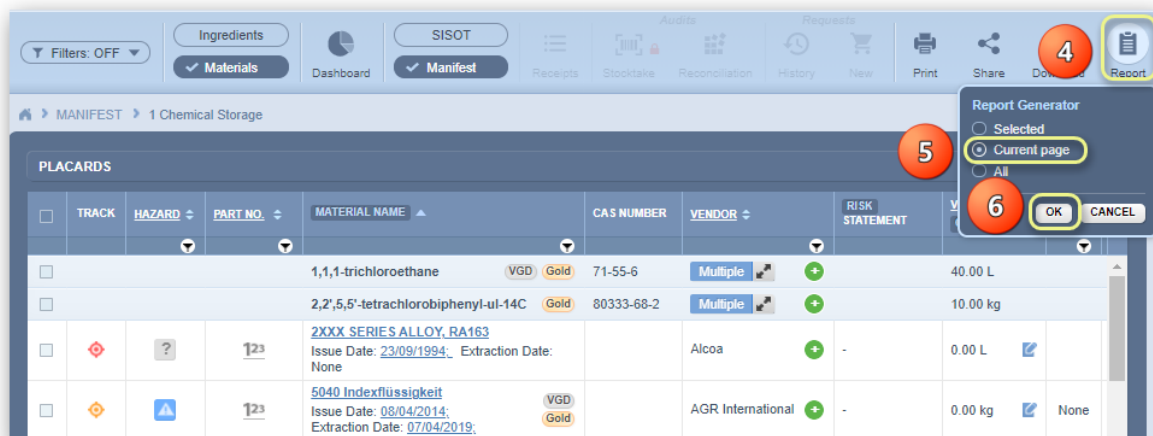 Audits
Requests
Filters: OFF
Ingredients
Materials
Dashboard
SISOT
Manifest
Receipts
Stocktake
Reconciliation
History
New
Print
Share
4
Report
MANIFEST
1 Chemical Storage
Report Generator
Selected
5
Current page
All
6
OK
CANCEL
PLACARDS
TRACK
HAZARD
PART NO.
MATERIAL NAME
CAS NUMBER
VENDOR
RISK
STATEMENT
1,1,1-trichloroethane
VGD
Gold
71-55-6
Multiple
40.00 L
2,2',5,5'-tetrachlorobiphenyl-ul-14C
Gold
80333-68-2
Multiple
10.00 kg
?
123
2XXX SERIES ALLOY, RA163
Issue Date: 23/09/1994; Extraction Date:
None
Alcoa
-
0.00 L
123
5040 Indexflüssigkeit
Issue Date: 08/04/2014;
Extraction Date: 07/04/2019;
VGD
Gold
AGR International
-
0.00 kg
None